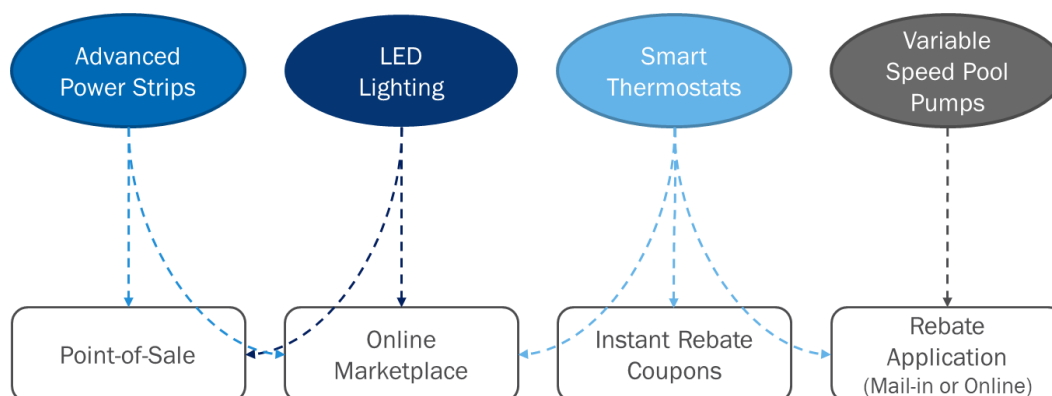 Advanced
Power Strips
LED
Lighting
Smart
Thermostats
Variable
Speed Pool
Pumps
Point-of-Sale
Online
Marketplace
Instant Rebate
Coupons
Rebate
Application
(Mail-in or Online)